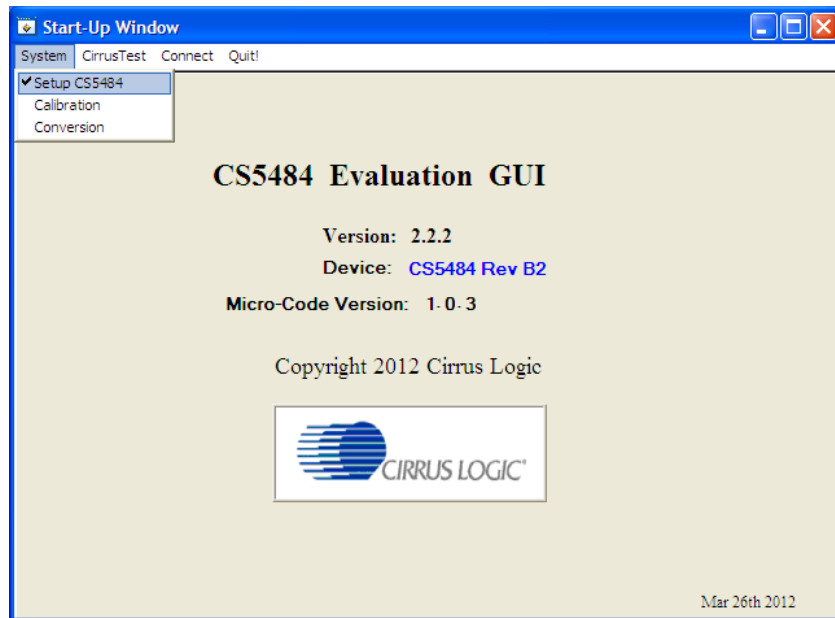 Start-Up Window
System CirrusTest Connect Quit!
Setup CS5484
Calibration
Conversion
CS5484 Evaluation GUI
Version: 2.2.2
Device: CS5484 Rev B2
Micro-Code Version: 1. 0. 3
Copyright 2012 Cirrus Logic
CIRRUS LOGIC®
Mar 26th 2012